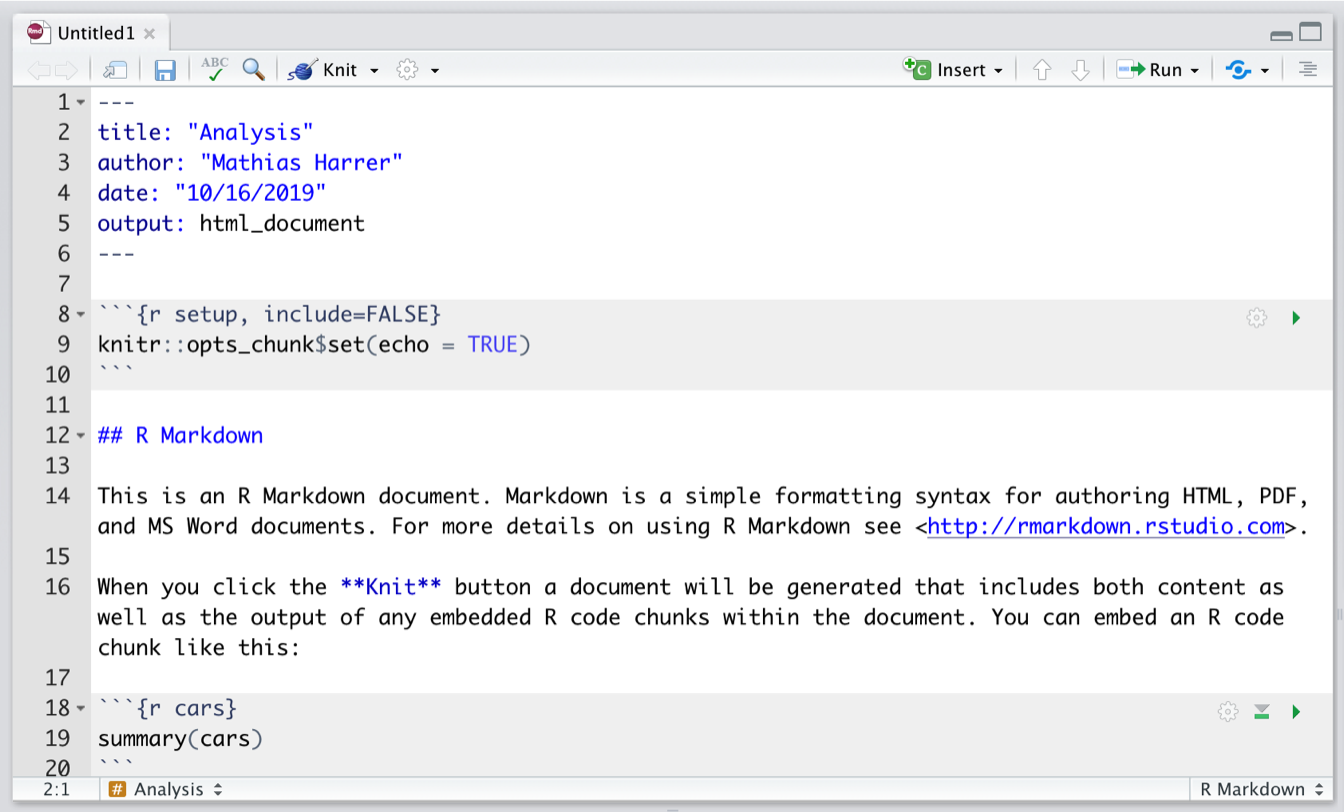 Rmd Untitled1
ABC Knit C Insert Run
1 ---
2 title: "Analysis"
3 author: "Mathias Harrer"
4 date: "10/16/2019"
5 output: html_document
6 ---
7
8 ```{r setup, include=FALSE}
9 knitr::opts_chunk$set(echo = TRUE)
10 ```
11
12 ## R Markdown
13
14 This is an R Markdown document. Markdown is a simple formatting syntax for authoring HTML, PDF,
and MS Word documents. For more details on using R Markdown see <http://rmarkdown.rstudio.com>.
15
16 When you click the **Knit** button a document will be generated that includes both content as
well as the output of any embedded R code chunks within the document. You can embed an R code
chunk like this:
17
18 ```{r cars}
19 summary(cars)
20 ```
2:1 # Analysis R Markdown